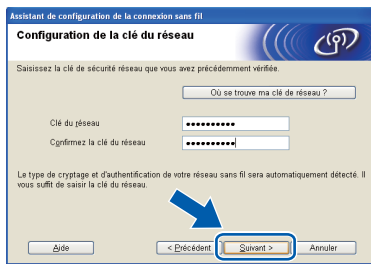 Assistant de configuration de la connexion sans fil
Configuration de la clé du réseau
Saisissez la clé de sécurité réseau que vous avez précédemment vérifiée.
Où se trouve ma clé de réseau ?
Clé du réseau
••••••••••
Confirmez la clé du réseau
••••••••••
Le type de cryptage et d'authentification de votre réseau sans fil sera automatiquement détecté. Il
vous suffit de saisir la clé du réseau.
Aide
< Précédent
Suivant >
Annuler